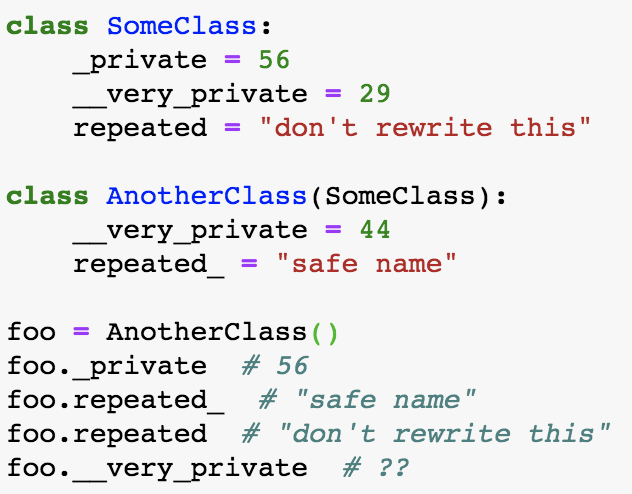 class SomeClass:
    _private = 56
    __very_private = 29
    repeated = "don't rewrite this"

class AnotherClass(SomeClass):
    __very_private = 44
    repeated_ = "safe name"

foo = AnotherClass()
foo._private  # 56
foo.repeated_  # "safe name"
foo.repeated  # "don't rewrite this"
foo.__very_private  # ??